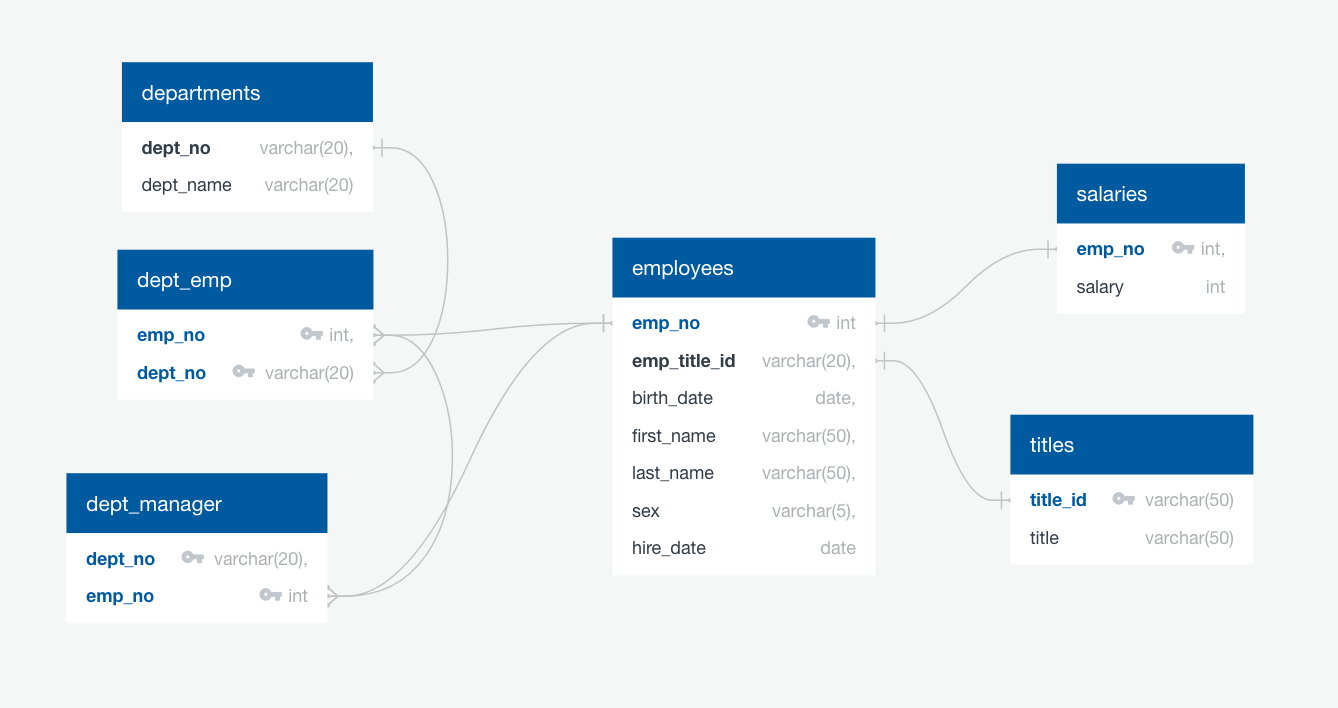 departments
dept_no varchar(20),
dept_name varchar(20)
dept_emp
emp_no int,
dept_no varchar(20)
dept_manager
dept_no varchar(20),
emp_no int
employees
emp_no int
emp_title_id varchar(20),
birth_date date,
first_name varchar(50),
last_name varchar(50),
sex varchar(5),
hire_date date
salaries
emp_no int,
salary int
titles
title_id varchar(50)
title varchar(50)